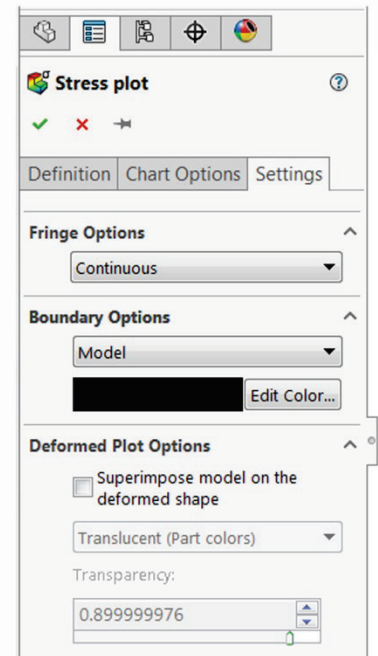 Stress plot
Definition Chart Options Settings
Fringe Options
Continuous
Boundary Options
Model
Edit Color...
Deformed Plot Options
Superimpose model on the
deformed shape
Translucent (Part colors)
Transparency:
0.899999976